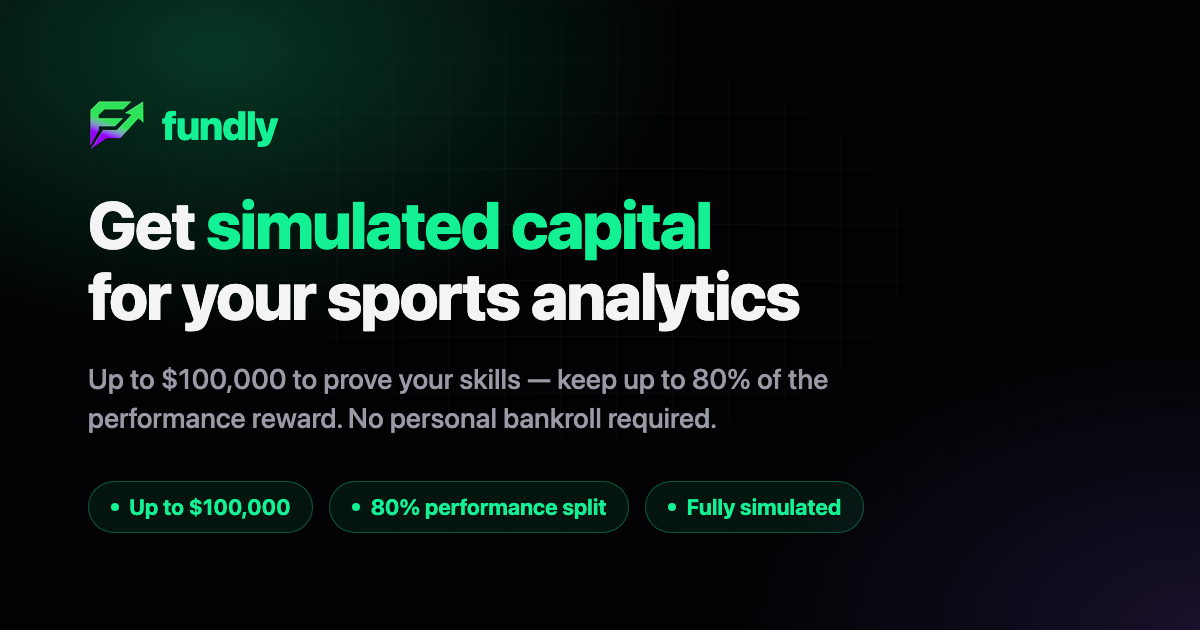 fundly
Get simulated capital
for your sports analytics
Up to $100,000 to prove your skills — keep up to 80% of the
performance reward. No personal bankroll required.
• Up to $100,000
• 80% performance split
• Fully simulated